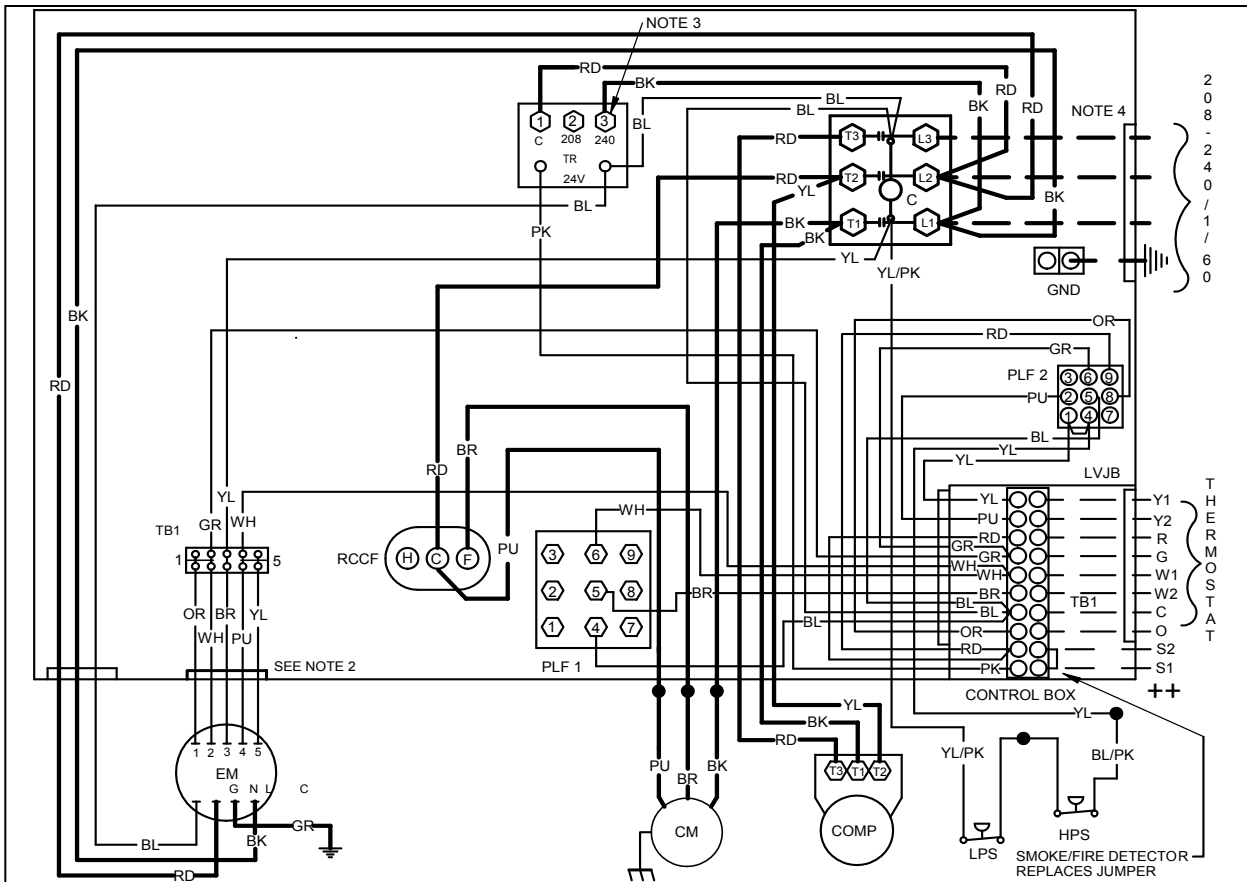 NOTE 3
RD
BK
BL
BL
1 2 3
C 208 240
TR
24V
BL
PK
BL
RD
RD
YL
BK
BK
T3
T2
T1
L3
L2
L1
C
RD
BK
RD
BK
NOTE 4
208-240/1/60
GND
YL
YL/PK
RD
BK
OR
RD
GR
PLF 2
3 6 9
2 5 8
1 4 7
PU
BL
YL
YL
LVJB
THERMOSTAT
YL Y1
PU Y2
RD R
GR GR G
WH WH W1
BR W2
BL BL C
OR O
RD S2
PK S1
TB1
++
CONTROL BOX
GR
YL
WH
TB1
1 5
OR
WH
BR
PU
YL
SEE NOTE 2
1 2 3 4 5
EM
G N L C
GR
BK
BL
RD
RD
BR
PU
RCCF
H C F
WH
3 6 9
2 5 8
1 4 7
BR
BL
PLF 1
PU
BR
BK
CM
YL
BK
RD
T3 T1 T2
COMP
YL
YL/PK
BL/PK
LPS
HPS
SMOKE/FIRE DETECTOR
REPLACES JUMPER